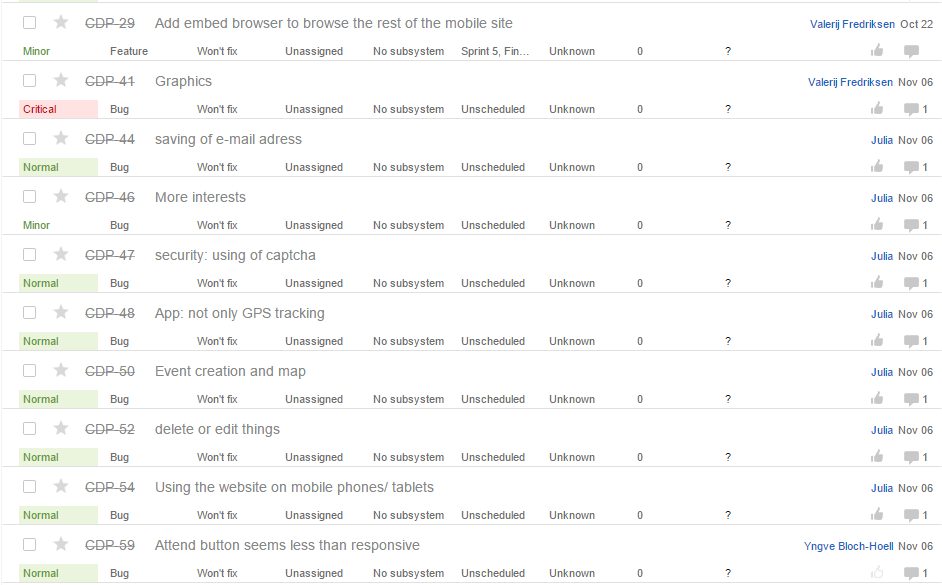 CDP-29 Add embed browser to browse the rest of the mobile site Valerij Fredriksen Oct 22
Minor Feature Won't fix Unassigned No subsystem Sprint 5, Fin... Unknown 0 ?
CDP-41 Graphics Valerij Fredriksen Nov 06
Critical Bug Won't fix Unassigned No subsystem Unscheduled Unknown 0 ? 1
CDP-44 saving of e-mail adress Julia Nov 06
Normal Bug Won't fix Unassigned No subsystem Unscheduled Unknown 0 ? 1
CDP-46 More interests Julia Nov 06
Minor Bug Won't fix Unassigned No subsystem Unscheduled Unknown 0 ? 1
CDP-47 security: using of captcha Julia Nov 06
Normal Bug Won't fix Unassigned No subsystem Unscheduled Unknown 0 ? 1
CDP-48 App: not only GPS tracking Julia Nov 06
Normal Bug Won't fix Unassigned No subsystem Unscheduled Unknown 0 ? 1
CDP-50 Event creation and map Julia Nov 06
Normal Bug Won't fix Unassigned No subsystem Unscheduled Unknown 0 ? 1
CDP-52 delete or edit things Julia Nov 06
Normal Bug Won't fix Unassigned No subsystem Unscheduled Unknown 0 ? 1
CDP-54 Using the website on mobile phones/ tablets Julia Nov 06
Normal Bug Won't fix Unassigned No subsystem Unscheduled Unknown 0 ? 1
CDP-59 Attend button seems less than responsive Yngve Bloch-Hoell Nov 06
Normal Bug Won't fix Unassigned No subsystem Unscheduled Unknown 0 ? 1